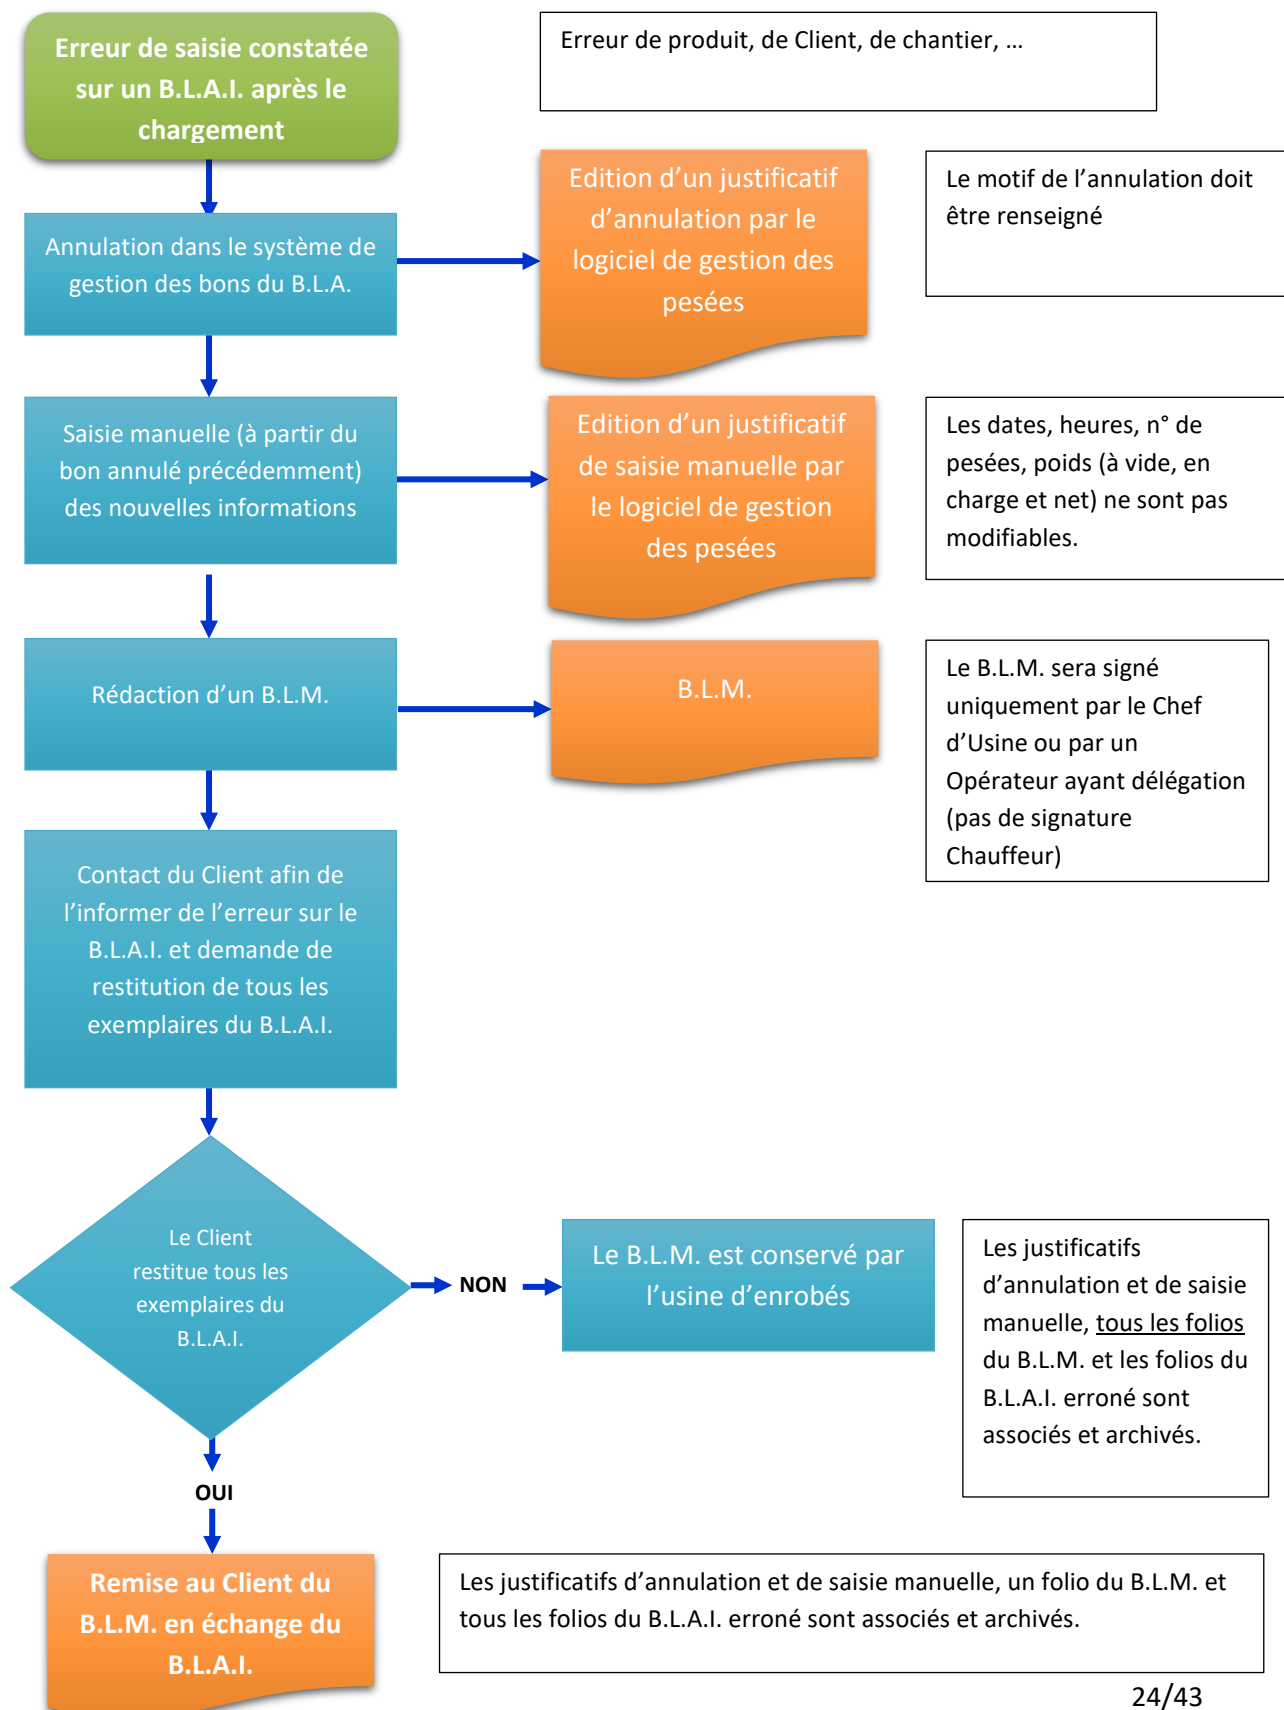 Erreur de saisie constatée
sur un B.L.A.I. après le
chargement
Erreur de produit, de Client, de chantier, ...
Annulation dans le système de
gestion des bons du B.L.A.
Edition d’un justificatif
d’annulation par le
logiciel de gestion des
pesées
Le motif de l’annulation doit
être renseigné
Saisie manuelle (à partir du
bon annulé précédemment)
des nouvelles informations
Edition d’un justificatif
de saisie manuelle par
le logiciel de gestion
des pesées
Les dates, heures, n° de
pesées, poids (à vide, en
charge et net) ne sont pas
modifiables.
Rédaction d’un B.L.M.
B.L.M.
Le B.L.M. sera signé
uniquement par le Chef
d’Usine ou par un
Opérateur ayant délégation
(pas de signature
Chauffeur)
Contact du Client afin de
l’informer de l’erreur sur le
B.L.A.I. et demande de
restitution de tous les
exemplaires du B.L.A.I.
Le Client
restitue tous les
exemplaires du
B.L.A.I.
NON
Le B.L.M. est conservé par
l’usine d’enrobés
Les justificatifs
d’annulation et de saisie
manuelle, tous les folios
du B.L.M. et les folios du
B.L.A.I. erroné sont
associés et archivés.
OUI
Remise au Client du
B.L.M. en échange du
B.L.A.I.
Les justificatifs d’annulation et de saisie manuelle, un folio du B.L.M. et
tous les folios du B.L.A.I. erroné sont associés et archivés.
24/43